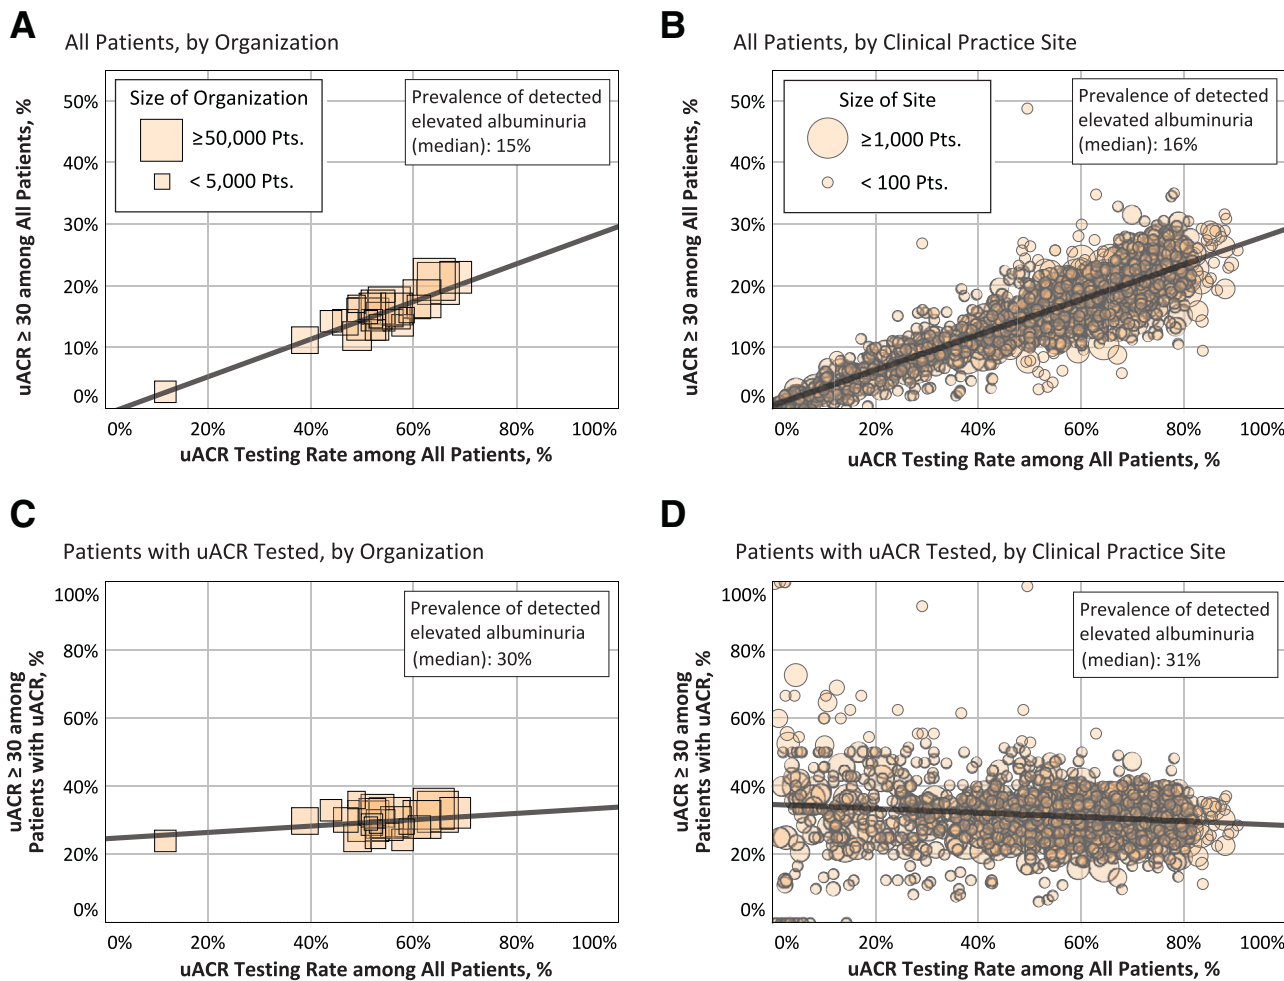 A
All Patients, by Organization
Size of Organization
≥50,000 Pts.
< 5,000 Pts.
Prevalence of detected
elevated albuminuria
(median): 15%
uACR ≥ 30 among All Patients, %
50%
40%
30%
20%
10%
0%
0% 20% 40% 60% 80% 100%
uACR Testing Rate among All Patients, %
B
All Patients, by Clinical Practice Site
Size of Site
≥1,000 Pts.
< 100 Pts.
Prevalence of detected
elevated albuminuria
(median): 16%
uACR ≥ 30 among All Patients, %
50%
40%
30%
20%
10%
0%
0% 20% 40% 60% 80% 100%
uACR Testing Rate among All Patients, %
C
Patients with uACR Tested, by Organization
Prevalence of detected
elevated albuminuria
(median): 30%
uACR ≥ 30 among
Patients with uACR, %
100%
80%
60%
40%
20%
0%
0% 20% 40% 60% 80% 100%
uACR Testing Rate among All Patients, %
D
Patients with uACR Tested, by Clinical Practice Site
Prevalence of detected
elevated albuminuria
(median): 31%
uACR ≥ 30 among
Patients with uACR, %
100%
80%
60%
40%
20%
0%
0% 20% 40% 60% 80% 100%
uACR Testing Rate among All Patients, %